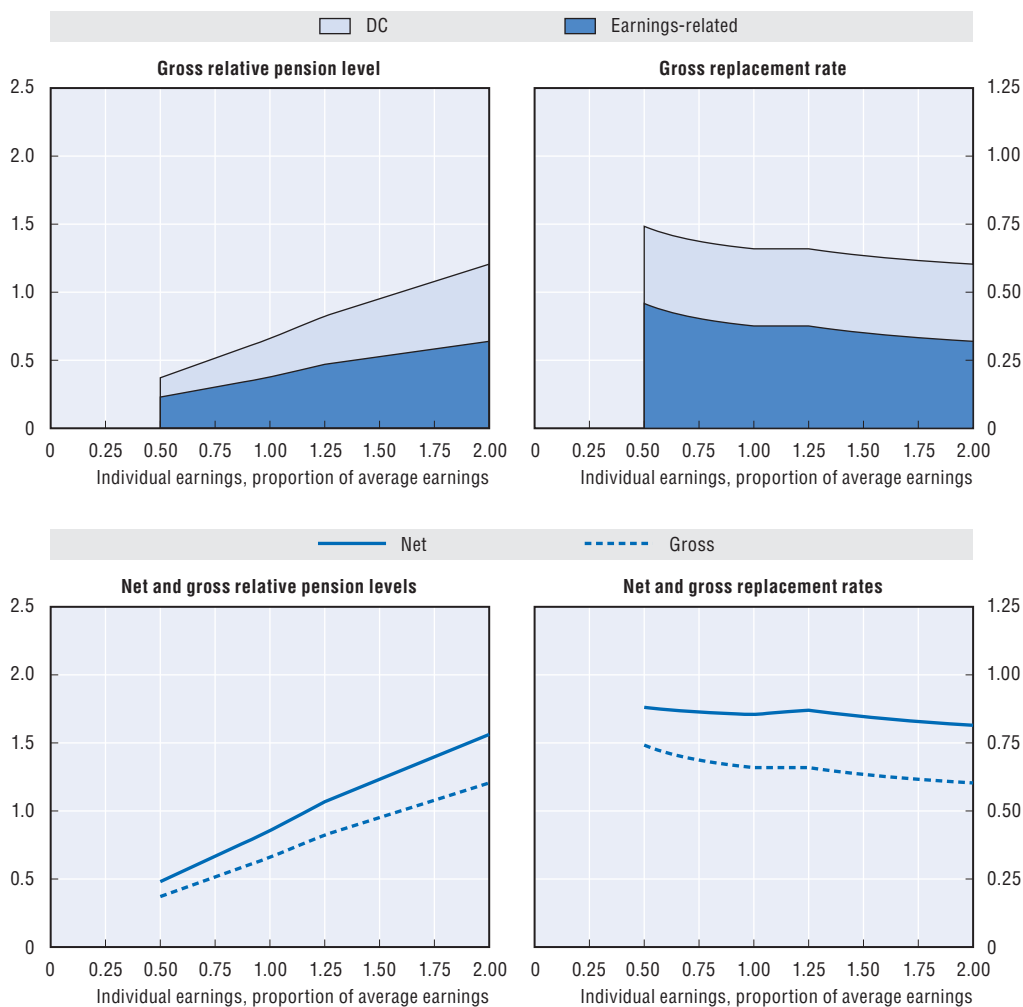 DC Earnings-related
Gross relative pension level
2.5
2.0
1.5
1.0
0.5
0
0 0.25 0.50 0.75 1.00 1.25 1.50 1.75 2.00
Individual earnings, proportion of average earnings
Gross replacement rate
1.25
1.00
0.75
0.50
0.25
0
0 0.25 0.50 0.75 1.00 1.25 1.50 1.75 2.00
Individual earnings, proportion of average earnings
Net Gross
Net and gross relative pension levels
2.5
2.0
1.5
1.0
0.5
0
0 0.25 0.50 0.75 1.00 1.25 1.50 1.75 2.00
Individual earnings, proportion of average earnings
Net and gross replacement rates
1.25
1.00
0.75
0.50
0.25
0
0 0.25 0.50 0.75 1.00 1.25 1.50 1.75 2.00
Individual earnings, proportion of average earnings